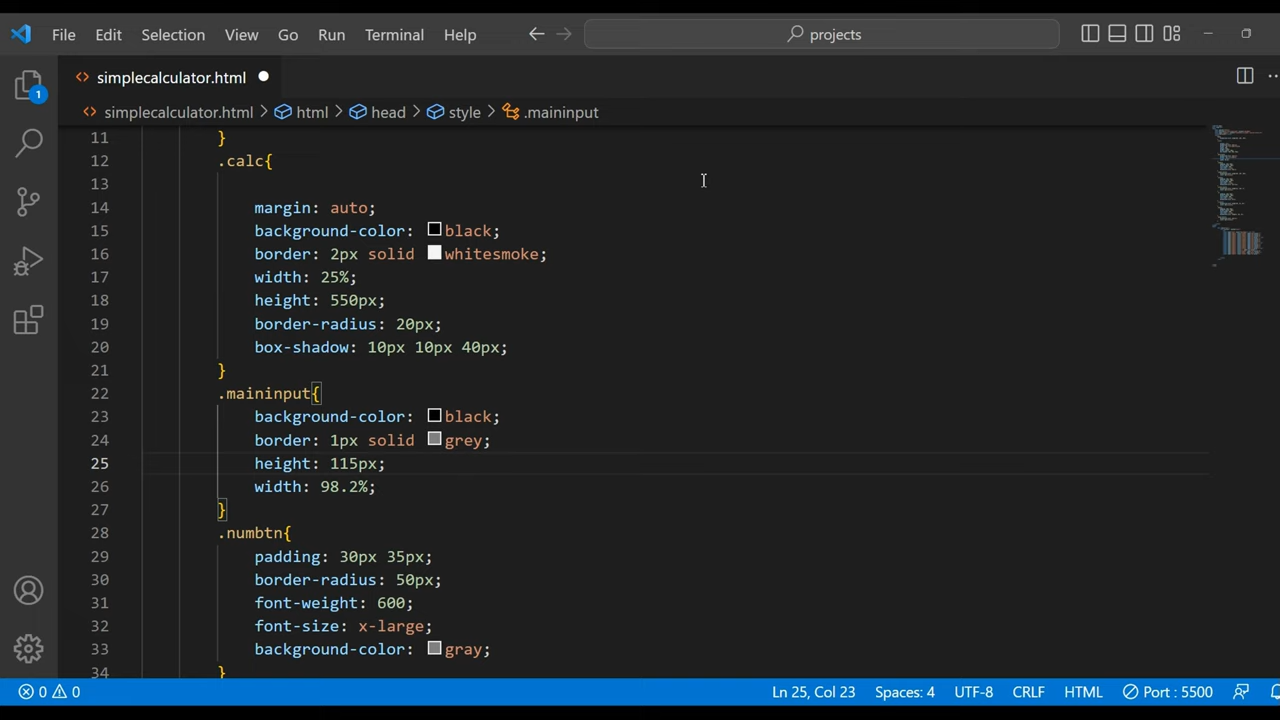 File Edit Selection View Go Run Terminal Help projects
simplecalculator.html
1
simplecalculator.html > html > head > style > .maininput
11 }
12 .calc{
13
14 margin: auto;
15 background-color: black;
16 border: 2px solid whitesmoke;
17 width: 25%;
18 height: 550px;
19 border-radius: 20px;
20 box-shadow: 10px 10px 40px;
21 }
22 .maininput{
23 background-color: black;
24 border: 1px solid grey;
25 height: 115px;
26 width: 98.2%;
27 }
28 .numbtn{
29 padding: 30px 35px;
30 border-radius: 50px;
31 font-weight: 600;
32 font-size: x-large;
33 background-color: gray;
34 }
0 0 Ln 25, Col 23 Spaces: 4 UTF-8 CRLF HTML Port : 5500